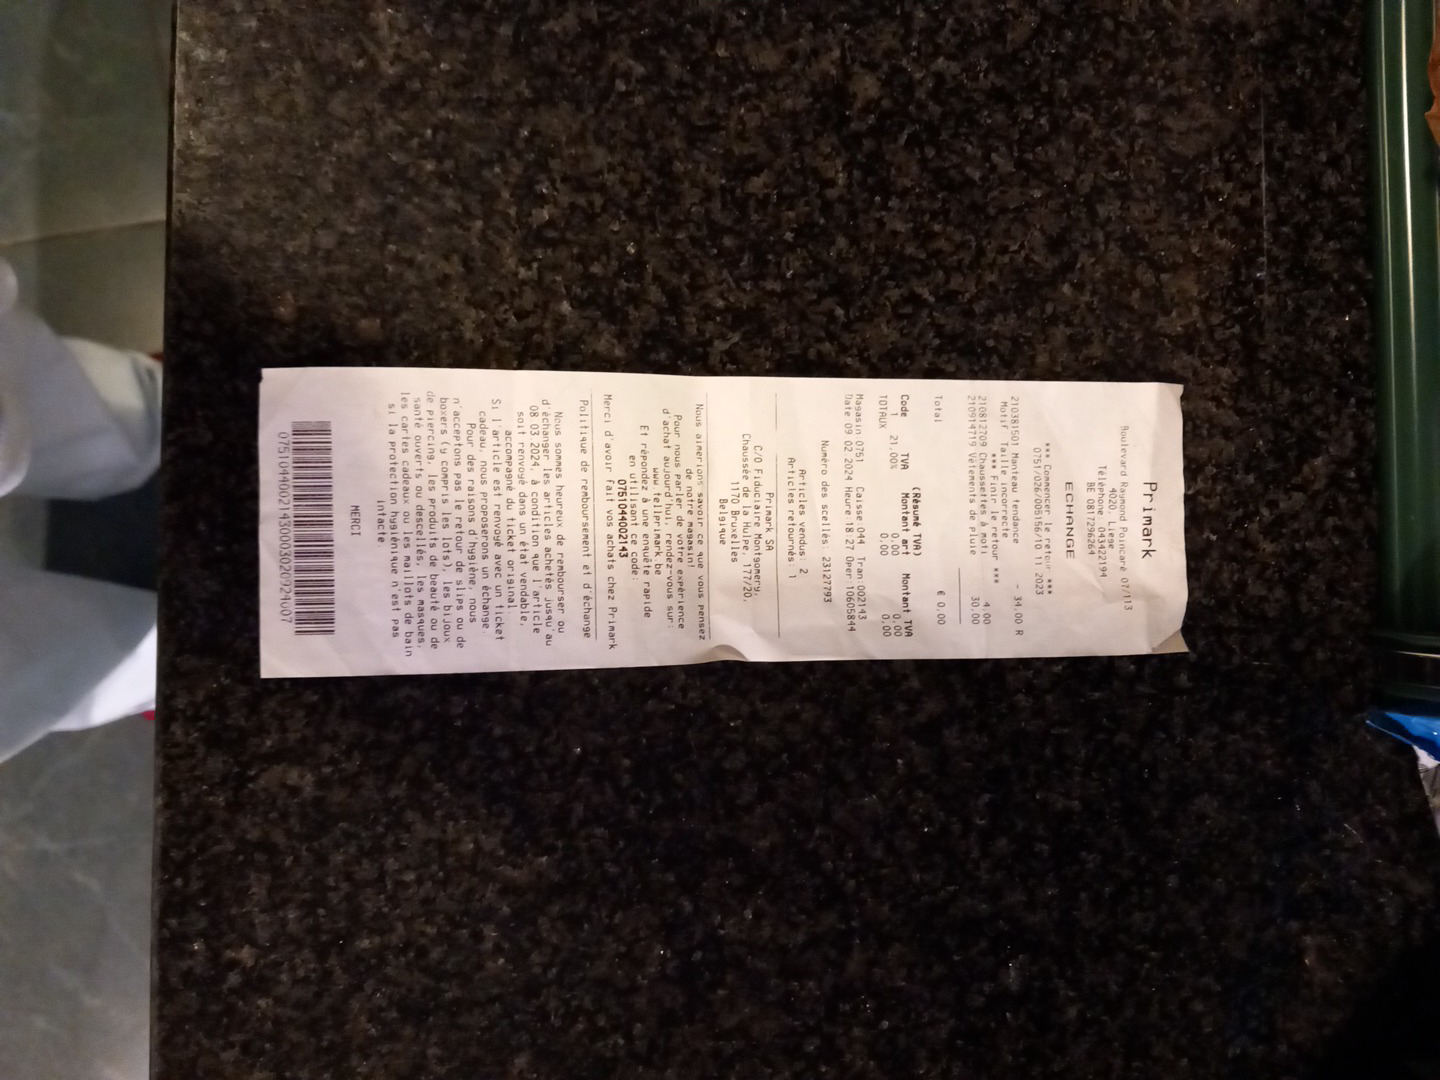 Primark
Boulevard Raymond Poincaré 07/113
4020, Liege
Téléphone 043422194
BE 0817296264
ECHANGE
*** Commencer le retour ***
0751/026/005156/10 11 2023
210381501 Manteau tendance - 34,00 R
Motif Taille incorrecte
*** Finir le retour ***
210812709 Chaussettes à moti 4,00
210914719 Vêtements de Pluie 30,00
Total € 0,00
(Résumé TVA)
Code TVA Montant art Montant TVA
1 21,00% 0,00 0,00
TOTAUX 0,00 0,00
Magasin 0751 Caisse 044 Tran 002143
Date 09 02 2024 Heure 18 27 Oper:10605844
Numéro des scellés: 23127793
Articles vendus: 2
Articles retournés: 1
Primark SA
C/O Fiduciaire Montgomery,
Chaussée de la Hulpe, 177/20,
1170 Bruxelles
Belgique
Nous aimerions savoir ce que vous pensez
de notre magasin!
Pour nous parler de votre expérience
d'achat aujourd'hui, rendez-vous sur :
www.tellprimark.be
Et répondez à une enquête rapide
en utilisant ce code:
0751044002143
Merci d'avoir fait vos achats chez Primark
Politique de remboursement et d'échange
Nous sommes heureux de rembourser ou
d'échanger les articles achetés jusqu'au
08 03 2024, à condition que l'article
soit renvoyé dans un état vendable,
accompagné du ticket original.
Si l'article est renvoyé avec un ticket
cadeau, nous proposerons un échange.
Pour des raisons d'hygiène, nous
n'acceptons pas le retour de slips ou de
boxers (y compris les lots), les bijoux
de piercing, les produits de beauté ou de
santé ouverts ou descellés, les masques,
les cartes cadeaux ou les maillots de bain
si la protection hygiénique n'est pas
intacte
MERCI